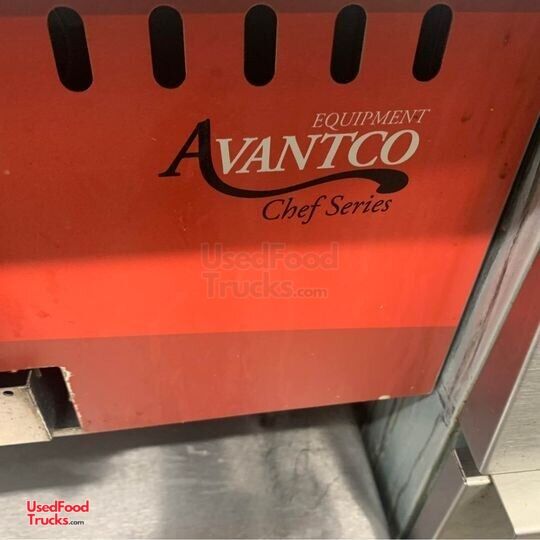 EQUIPMENT
AVANTCO
Chef Series
UsedFood
Trucks.com
UsedFood
Trucks.com